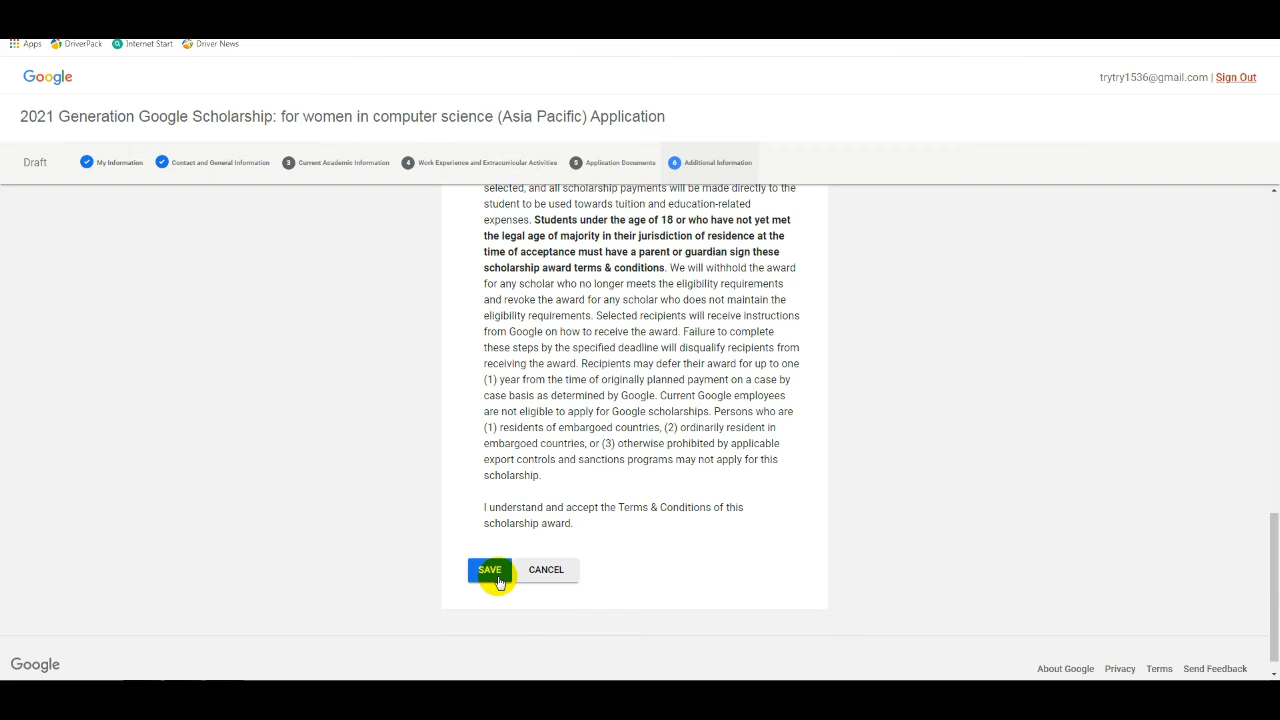 Apps DriverPack Internet Start Driver News
Google
trytry1536@gmail.com | Sign Out
2021 Generation Google Scholarship: for women in computer science (Asia Pacific) Application
Draft My Information Contact and General Information 3 Current Academic Information 4 Work Experience and Extracurricular Activities 5 Application Documents 6 Additional Information
selected, and all scholarship payments will be made directly to the
student to be used towards tuition and education-related
expenses. Students under the age of 18 or who have not yet met
the legal age of majority in their jurisdiction of residence at the
time of acceptance must have a parent or guardian sign these
scholarship award terms & conditions. We will withhold the award
for any scholar who no longer meets the eligibility requirements
and revoke the award for any scholar who does not maintain the
eligibility requirements. Selected recipients will receive instructions
from Google on how to receive the award. Failure to complete
these steps by the specified deadline will disqualify recipients from
receiving the award. Recipients may defer their award for up to one
(1) year from the time of originally planned payment on a case by
case basis as determined by Google. Current Google employees
are not eligible to apply for Google scholarships. Persons who are
(1) residents of embargoed countries, (2) ordinarily resident in
embargoed countries, or (3) otherwise prohibited by applicable
export controls and sanctions programs may not apply for this
scholarship.
I understand and accept the Terms & Conditions of this
scholarship award.
SAVE CANCEL
Google
About Google Privacy Terms Send Feedback